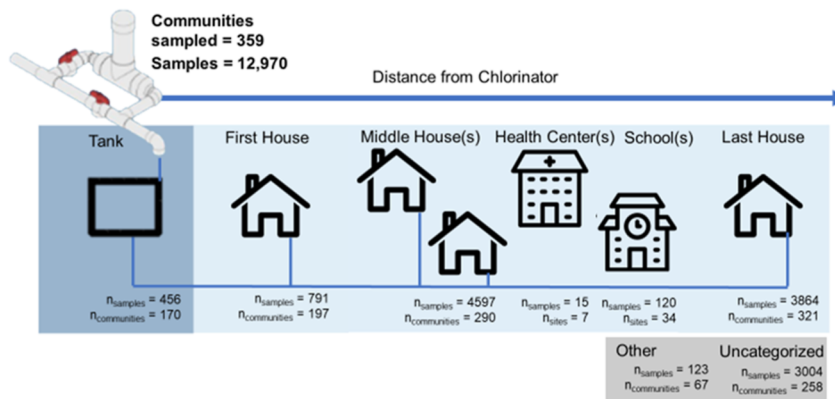 Communities
sampled = 359
Samples = 12,970
Distance from Chlorinator
Tank
First House
Middle House(s)
Health Center(s)
School(s)
Last House
nsamples = 456
ncommunities = 170
nsamples = 791
ncommunities = 197
nsamples = 4597
ncommunities = 290
nsamples = 15
nsites = 7
nsamples = 120
nsites = 34
nsamples = 3864
ncommunities = 321
Other
nsamples = 123
ncommunities = 67
Uncategorized
nsamples = 3004
ncommunities = 258